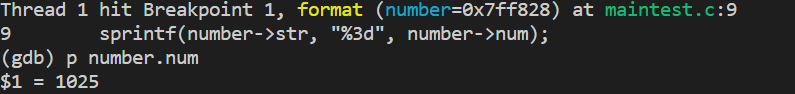 Thread 1 hit Breakpoint 1, format (number=0x7ff828) at maintest.c:9
9         sprintf(number->str, "%3d", number->num);
(gdb) p number.num
$1 = 1025